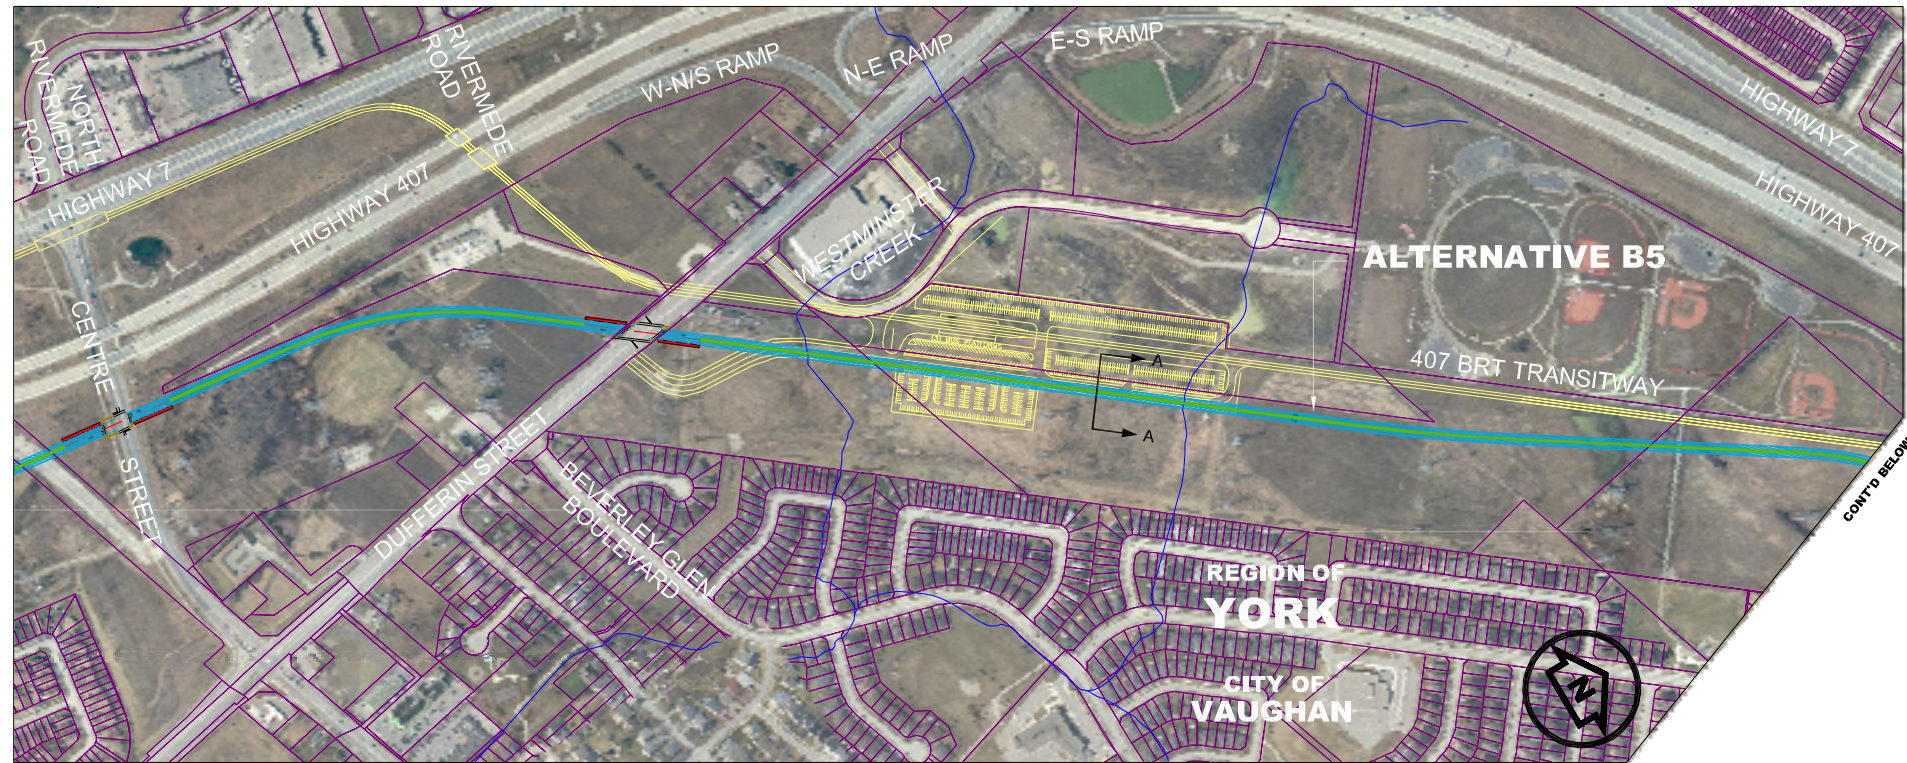 RIVERMEDE
ROAD
NORTH
RIVERMEDE
ROAD
HIGHWAY 7
HIGHWAY 407
W-N/S RAMP
N-E RAMP
E-S RAMP
HIGHWAY 7
HIGHWAY 407
WESTMINSTER
CREEK
ALTERNATIVE B5
407 BRT TRANSITWAY
BUS PLATFORMS
A
A
CENTRE
STREET
DUFFERIN STREET
BEVERLEY GLEN
BOULEVARD
REGION OF
YORK
CITY OF
VAUGHAN
CONT'D BELOW
N